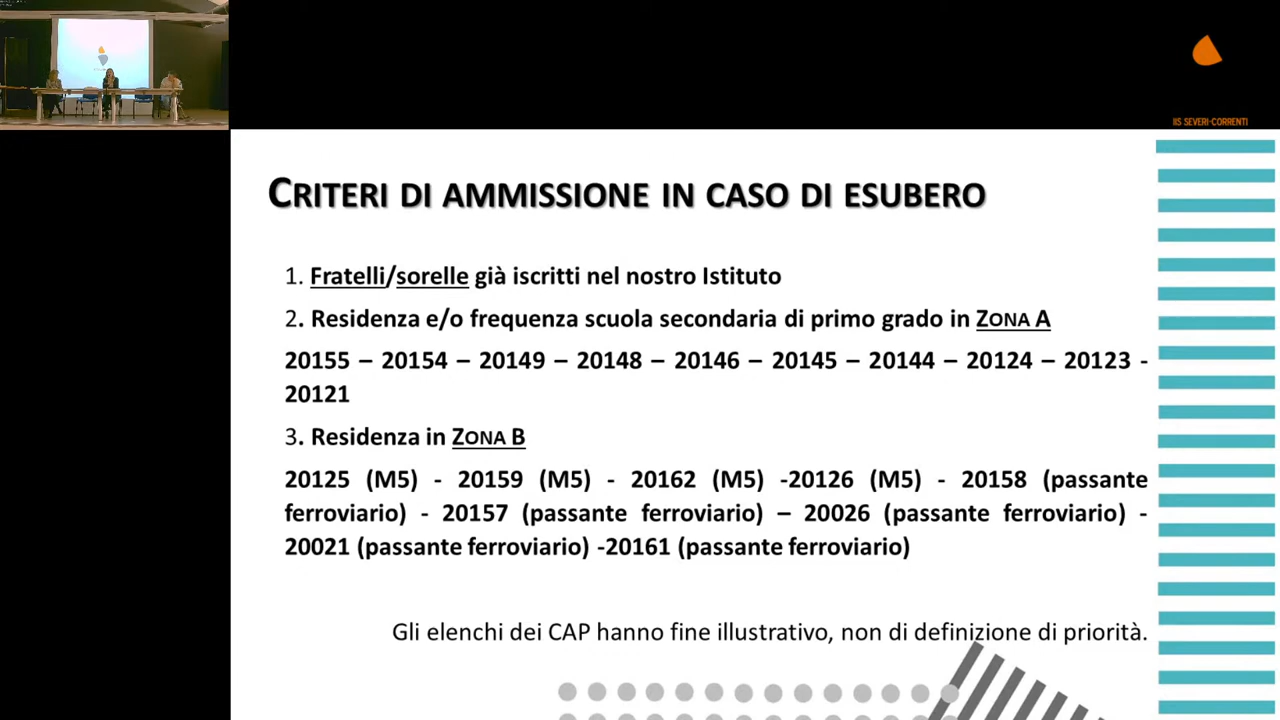 IIS SEVERI-CORRENTI
CRITERI DI AMMISSIONE IN CASO DI ESUBERO
1. Fratelli/sorelle già iscritti nel nostro Istituto
2. Residenza e/o frequenza scuola secondaria di primo grado in ZONA A
20155 – 20154 – 20149 – 20148 – 20146 – 20145 – 20144 – 20124 – 20123 -
20121
3. Residenza in ZONA B
20125 (M5) - 20159 (M5) - 20162 (M5) -20126 (M5) - 20158 (passante
ferroviario) - 20157 (passante ferroviario) – 20026 (passante ferroviario) -
20021 (passante ferroviario) -20161 (passante ferroviario)
Gli elenchi dei CAP hanno fine illustrativo, non di definizione di priorità.